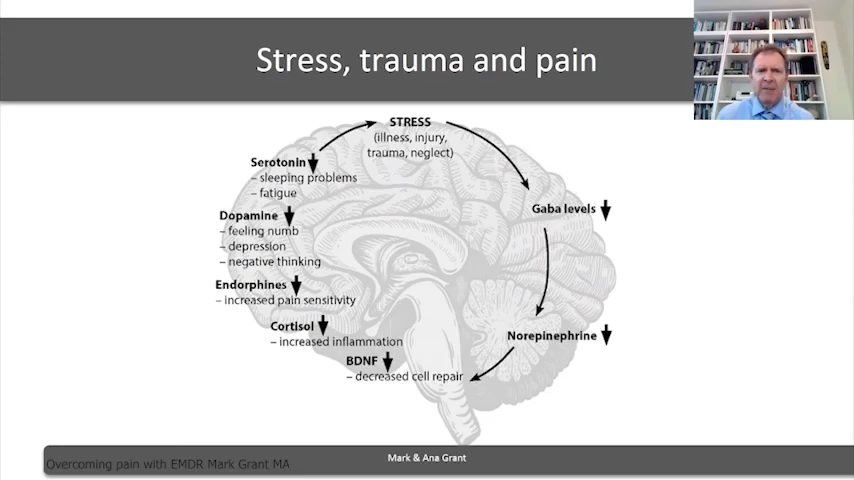 Stress, trauma and pain
STRESS
(illness, injury,
trauma, neglect)
Gaba levels
Norepinephrine
BDNF
– decreased cell repair
Cortisol
– increased inflammation
Endorphines
– increased pain sensitivity
Dopamine
– feeling numb
– depression
– negative thinking
Serotonin
– sleeping problems
– fatigue
Mark & Ana Grant
Overcoming pain with EMDR Mark Grant MA